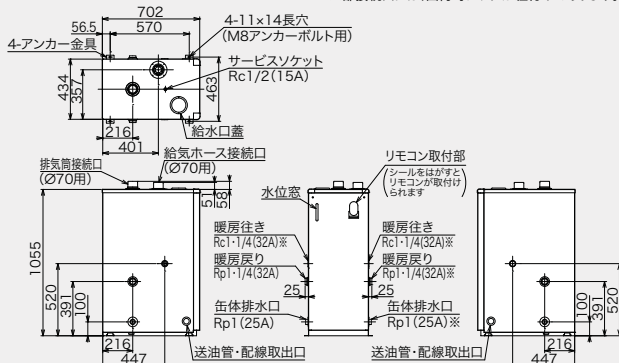 702
56.5
570
4-11×14長穴
(M8アンカーボルト用)
4-アンカー金具
サービスソケット
Rc1/2(15A)
434
357
463
216
401
給水口蓋
排気筒接続口
(Ø70用)
給気ホース接続口
(Ø70用)
51
58
1055
520
391
100
216
447
送油管・配線取出口
水位窓
リモコン取付部
(シールをはがすと
リモコンが取付け
られます)
暖房往き
Rc1・1/4(32A)※
暖房戻り
Rp1・1/4(32A)
25
缶体排水口
Rp1(25A)
暖房往き
Rc1・1/4(32A)※
暖房戻り
Rp1・1/4(32A)※
25
缶体排水口
Rp1(25A)※
送油管・配線取出口
100
391
520
216
447